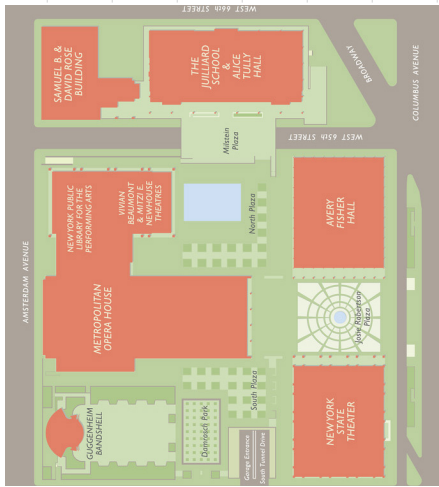 WEST 66th STREET
SAMUEL B. &
DAVID ROSE
BUILDING
THE
JUILLIARD
SCHOOL
&
ALICE
TULLY
HALL
BROADWAY
COLUMBUS AVENUE
Milstein
Plaza
WEST 65th STREET
AMSTERDAM AVENUE
NEW YORK PUBLIC
LIBRARY FOR THE
PERFORMING ARTS
VIVIAN
BEAUMONT
& MITZI E.
NEWHOUSE
THEATRES
North Plaza
AVERY
FISHER
HALL
METROPOLITAN
OPERA HOUSE
Josie Robertson
Plaza
GUGGENHEIM
BANDSHELL
Damrosch Park
South Plaza
Garage Entrance
South Tunnel Drive
NEW YORK
STATE
THEATER